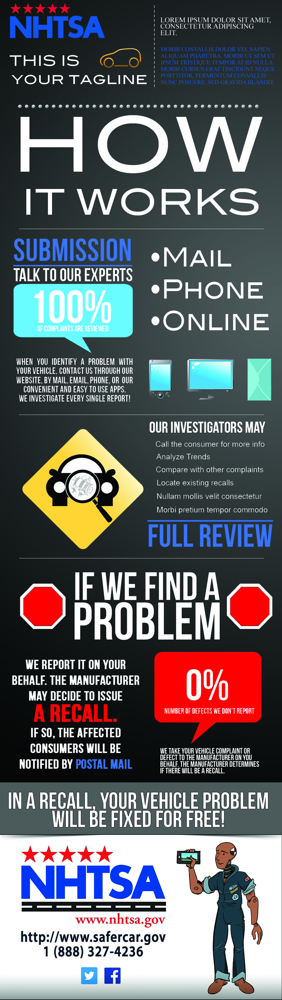 NHTSA
THIS IS
YOUR TAGLINE
LOREM IPSUM DOLOR SIT AMET,
CONSECTETUR ADIPISCING
ELIT.
MORBI CONVALLIS DOLOR VEL SAPIEN
ALIQUAM PHARETRA. MORBI UT SEM UT
IPSUM TRISTIQUE TEMPOR AT ID NULLA.
MORBI CURSUS ERAT TINCIDUNT NEQUE
PORTTITOR, FERMENTUM CONVALLIS
NUNC POSUERE. SED GRAVIDA BLANDIT.
HOW
IT WORKS
SUBMISSION
TALK TO OUR EXPERTS
100%
OF COMPLAINTS ARE REVIEWED
WHEN YOU IDENTIFY A PROBLEM WITH
YOUR VEHICLE, CONTACT US THROUGH OUR
WEBSITE, BY MAIL, EMAIL, PHONE, OR OUR
CONVENIENT AND EASY TO USE APPS.
WE INVESTIGATE EVERY SINGLE REPORT!
•MAIL
•PHONE
•ONLINE
OUR INVESTIGATORS MAY
Call the consumer for more info
Analyze Trends
Compare with other complaints
Locate existing recalls
Nullam mollis velit consectetur
Morbi pretium tempor commodo
FULL REVIEW
IF WE FIND A
PROBLEM
WE REPORT IT ON YOUR
BEHALF. THE MANUFACTURER
MAY DECIDE TO ISSUE
A RECALL.
IF SO, THE AFFECTED
CONSUMERS WILL BE
NOTIFIED BY POSTAL MAIL
0%
NUMBER OF DEFECTS WE DON'T REPORT
WE TAKE YOUR VEHICLE COMPLAINT OR
DEFECT TO THE MANUFACTURER ON YOU
BEHALF. THE MANUFACTURER DETERMINES
IF THERE WILL BE A RECALL.
IN A RECALL, YOUR VEHICLE PROBLEM
WILL BE FIXED FOR FREE!
NHTSA
www.nhtsa.gov
http://www.safercar.gov
1 (888) 327-4236
NHTSA